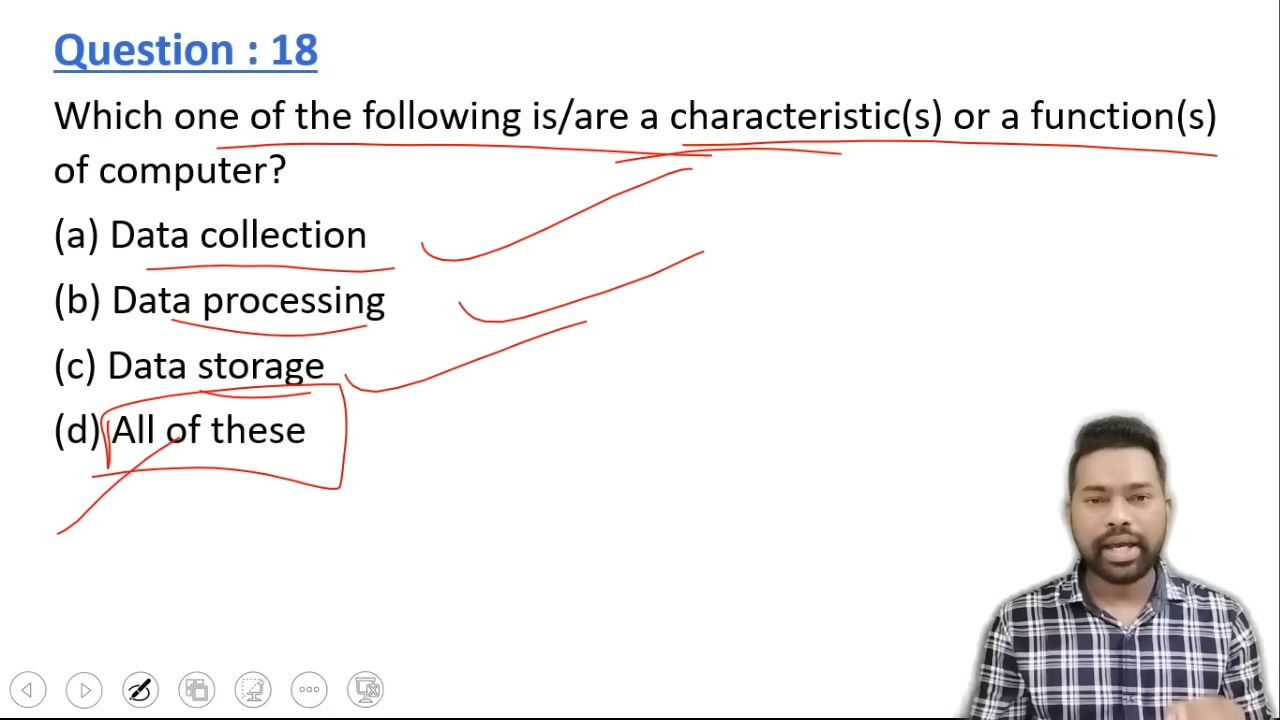 Question : 18
Which one of the following is/are a characteristic(s) or a function(s)
of computer?
(a) Data collection
(b) Data processing
(c) Data storage
(d) All of these